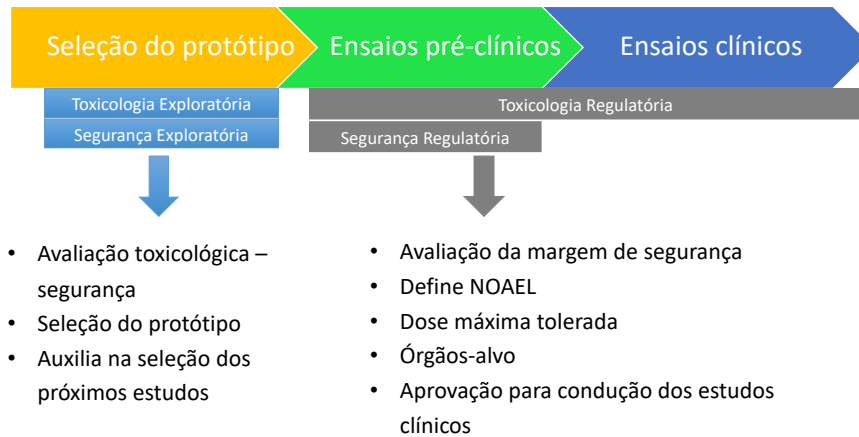 Seleção do protótipo
Ensaios pré-clínicos
Ensaios clínicos
Toxicologia Exploratória
Toxicologia Regulatória
Segurança Exploratória
Segurança Regulatória
• Avaliação toxicológica –
segurança
• Seleção do protótipo
• Auxilia na seleção dos
próximos estudos
• Avaliação da margem de segurança
• Define NOAEL
• Dose máxima tolerada
• Órgãos-alvo
• Aprovação para condução dos estudos
clínicos